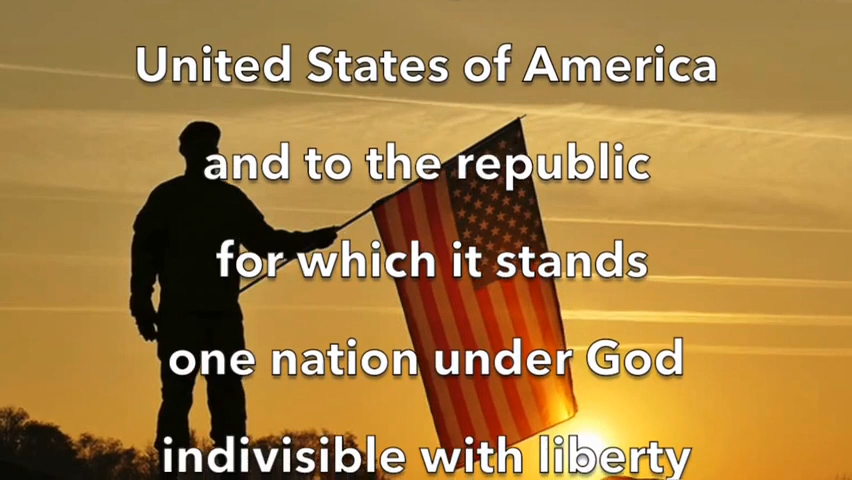 United States of America
and to the republic
for which it stands
one nation under God
indivisible with liberty